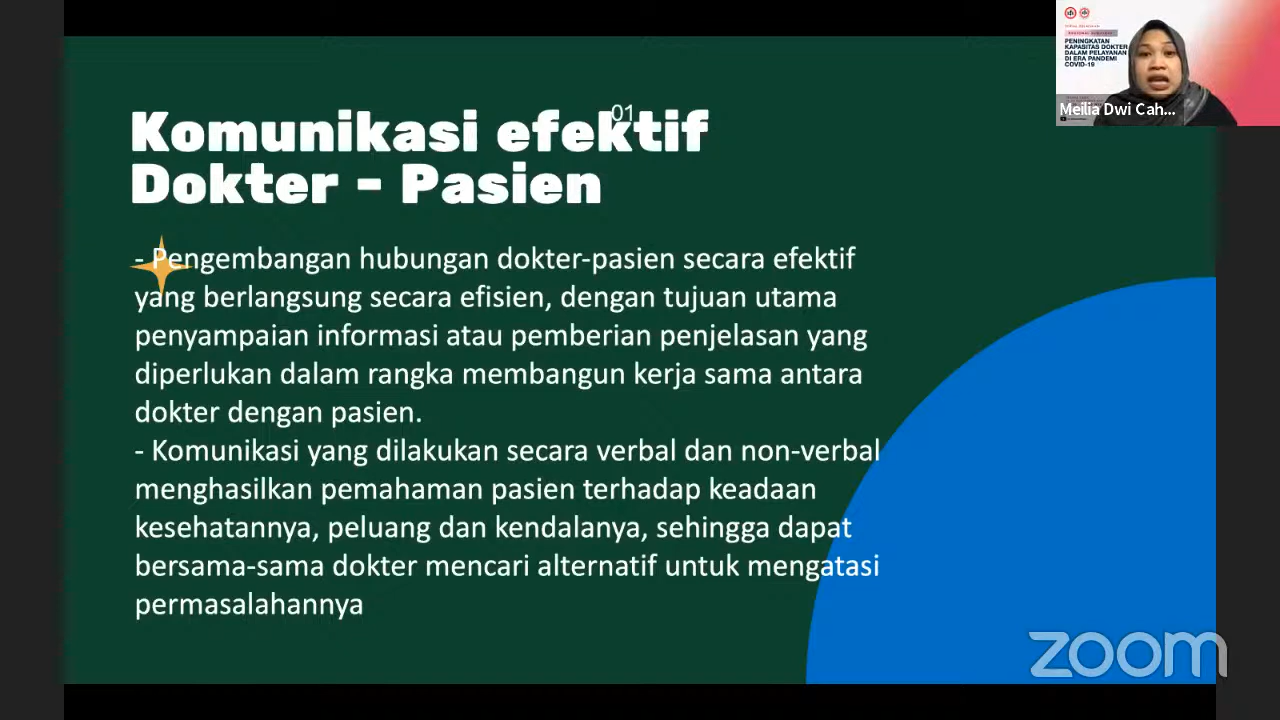 01
Komunikasi efektif
Dokter - Pasien
- Pengembangan hubungan dokter-pasien secara efektif
yang berlangsung secara efisien, dengan tujuan utama
penyampaian informasi atau pemberian penjelasan yang
diperlukan dalam rangka membangun kerja sama antara
dokter dengan pasien.
- Komunikasi yang dilakukan secara verbal dan non-verbal
menghasilkan pemahaman pasien terhadap keadaan
kesehatannya, peluang dan kendalanya, sehingga dapat
bersama-sama dokter mencari alternatif untuk mengatasi
permasalahannya
PENINGKATAN
KAPASITAS DOKTER
DALAM PELAYANAN
DI ERA PANDEMI
COVID-19
Meilia Dwi Cah...
zoom